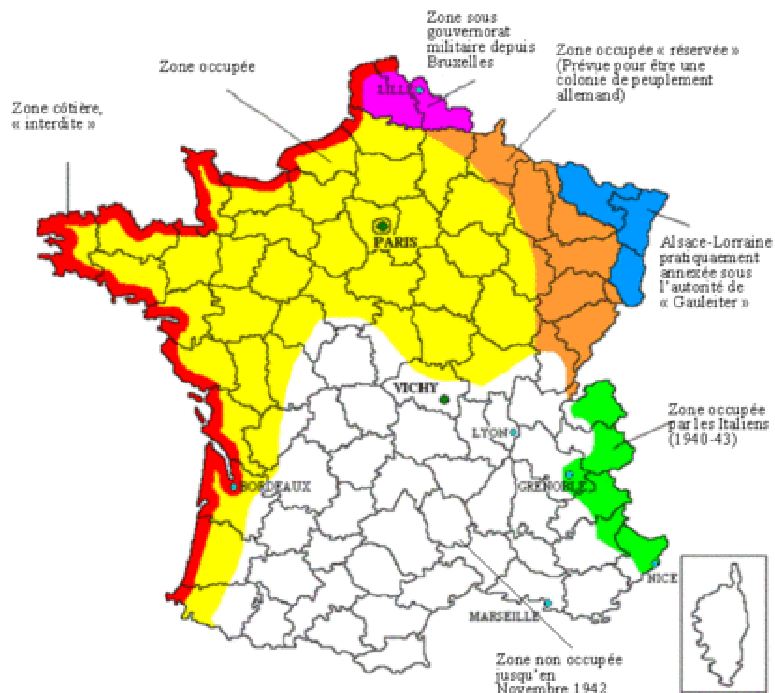 Zone sous
gouvernorat
militaire depuis
Bruxelles
Zone occupée « réservée »
(Prévue pour être une
colonie de peuplement
allemand)
Zone occupée
Zone côtière,
« interdite »
LILLE
PARIS
Alsace-Lorraine
pratiquaement
annexée sous
l'autorité de
« Gauleiter »
VICHY
LYON
Zone occupée
par les Italiens
(1940-43)
BORDEAUX
GRENOBLE
NICE
MARSEILLE
Zone non occupée
jusqu'en
Novembre 1942